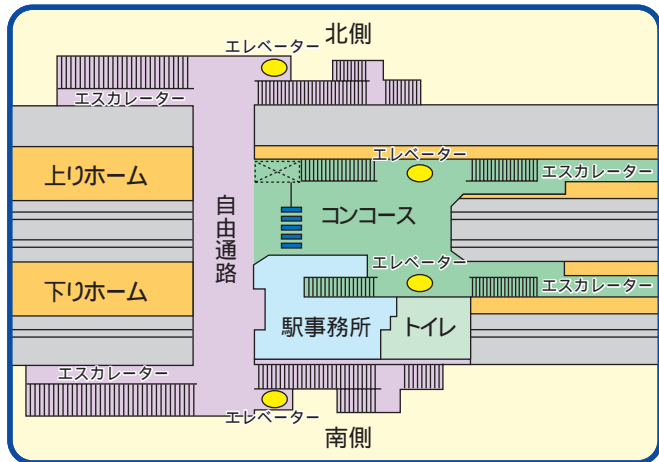 北側
エレベーター
エスカレーター
上りホーム
エレベーター
エスカレーター
自由通路
コンコース
下りホーム
エレベーター
エスカレーター
駅事務所
トイレ
エスカレーター
エレベーター
南側